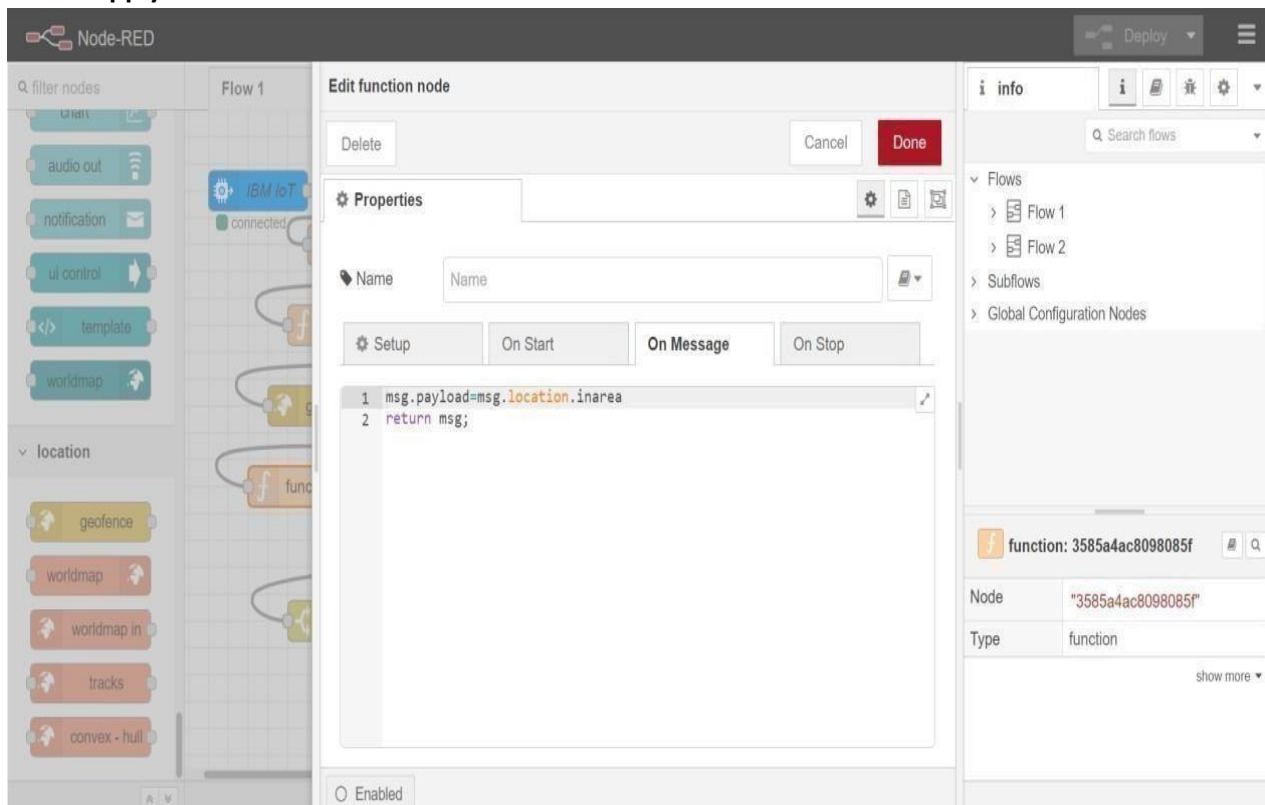 Node-RED
Deploy
filter nodes
chart
audio out
notification
ui control
template
worldmap
location
geofence
worldmap
worldmap in
tracks
convex - hull
Flow 1
IBM IoT
connected
func
Edit function node
Delete
Cancel
Done
Properties
Name
Name
Setup
On Start
On Message
On Stop
1 msg.payload=msg.location.inarea
2 return msg;
Enabled
i info
Search flows
Flows
Flow 1
Flow 2
Subflows
Global Configuration Nodes
function: 3585a4ac8098085f
Node "3585a4ac8098085f"
Type function
show more